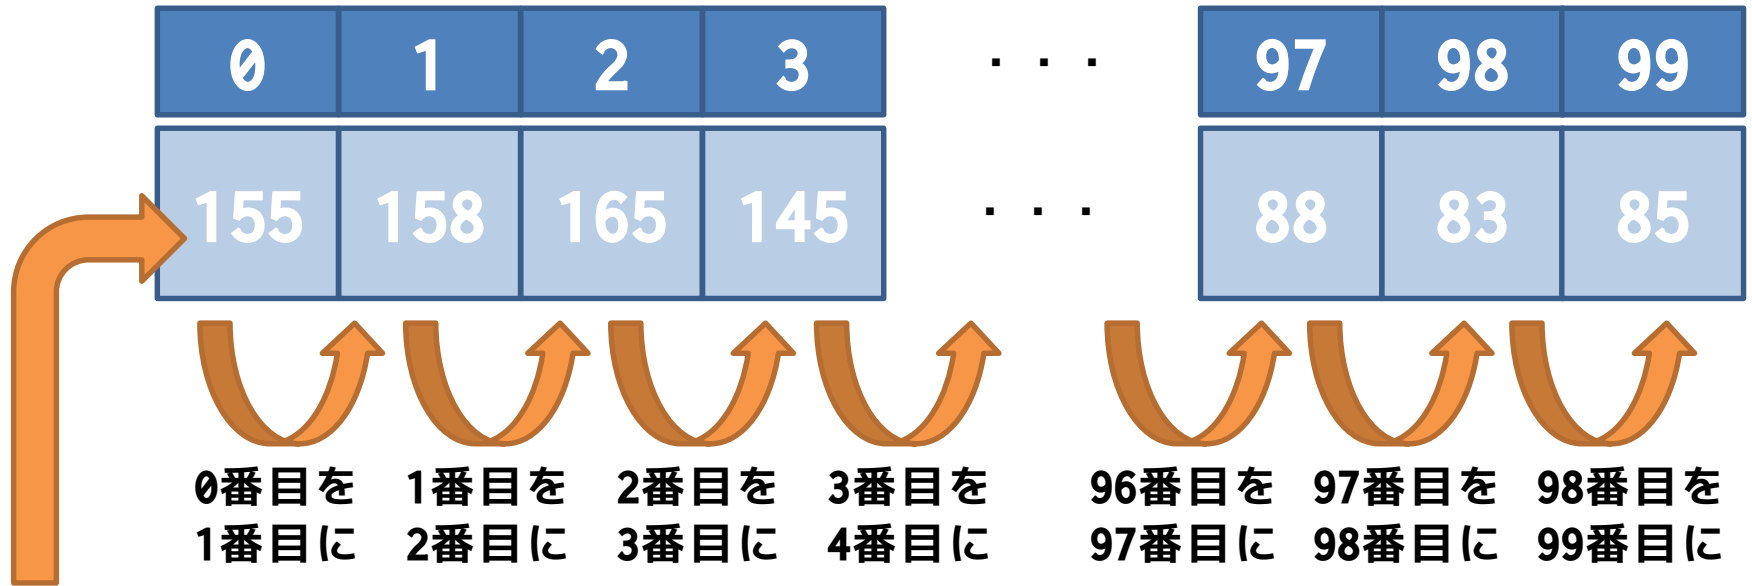 0 1 2 3 ・・・ 97 98 99
155 158 165 145 ・・・ 88 83 85
0番目を 1番目を 2番目を 3番目を 96番目を 97番目を 98番目を
1番目に 2番目に 3番目に 4番目に 97番目に 98番目に 99番目に